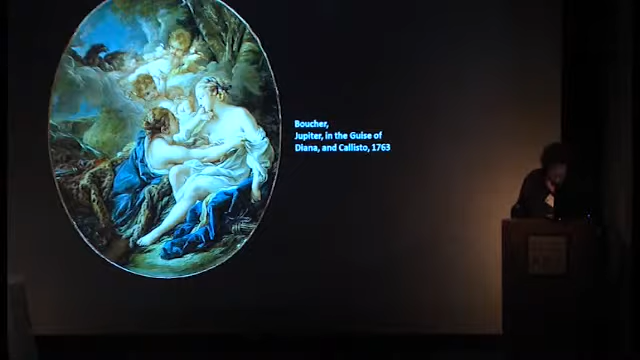 Boucher,
Jupiter, in the Guise of
Diana, and Callisto, 1763